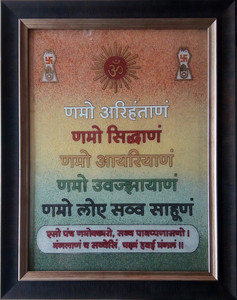 ॐ
णमो अरिहंताणं
णमो सिद्धाणं
णमो आयरियाणं
णमो उवज्झायाणं
णमो लोए सव्व साहूणं
एसो पंच णमोक्कारो, सव्व पावप्पणासणो ।
मंगलाणं च सव्वेसिं, पढमं हवई मंगलं ॥